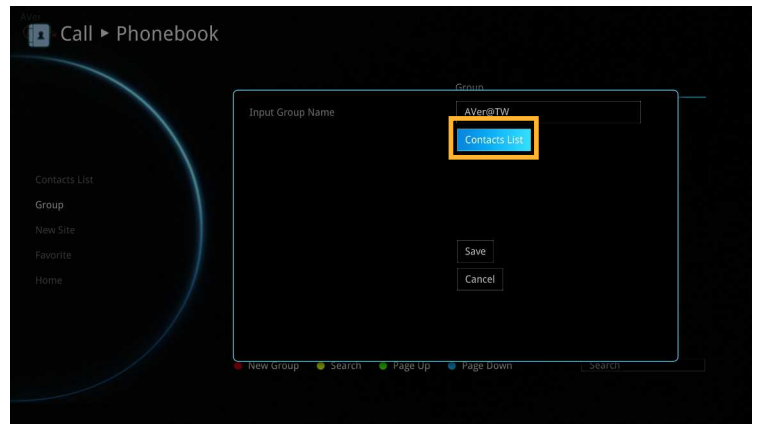 AVer
Call ► Phonebook
Group
Input Group Name
AVer@TW
Contacts List
Contacts List
Group
New Site
Favorite
Home
Save
Cancel
New Group
Search
Page Up
Page Down
Search